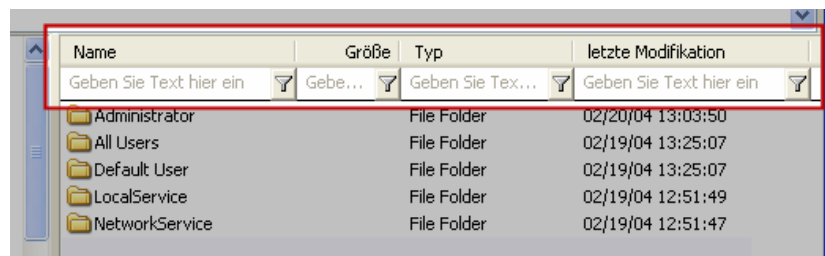 Name Größe Typ letzte Modifikation
Geben Sie Text hier ein Gebe... Geben Sie Tex... Geben Sie Text hier ein
Administrator File Folder 02/20/04 13:03:50
All Users File Folder 02/19/04 13:25:07
Default User File Folder 02/19/04 13:25:07
LocalService File Folder 02/19/04 12:51:49
NetworkService File Folder 02/19/04 12:51:47